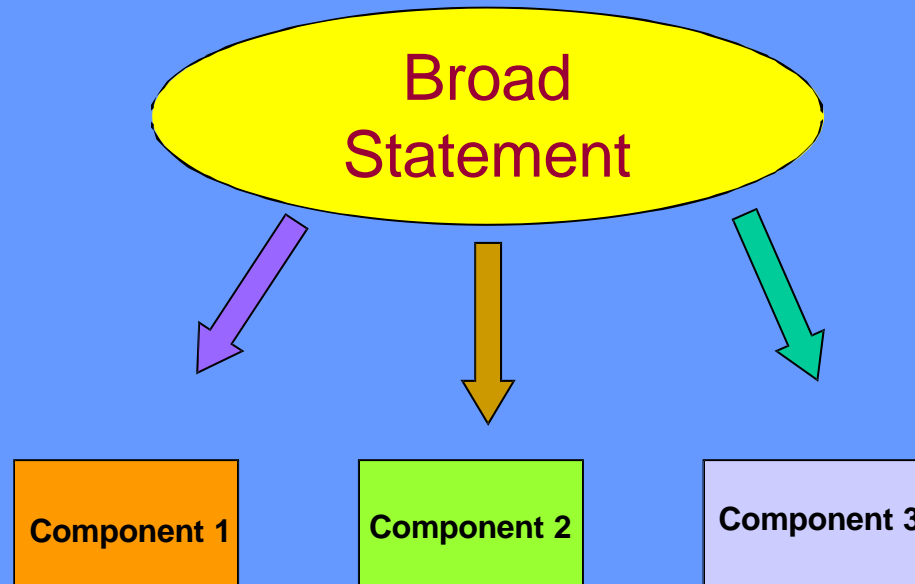 Broad
Statement
Component 1
Component 2
Component 3